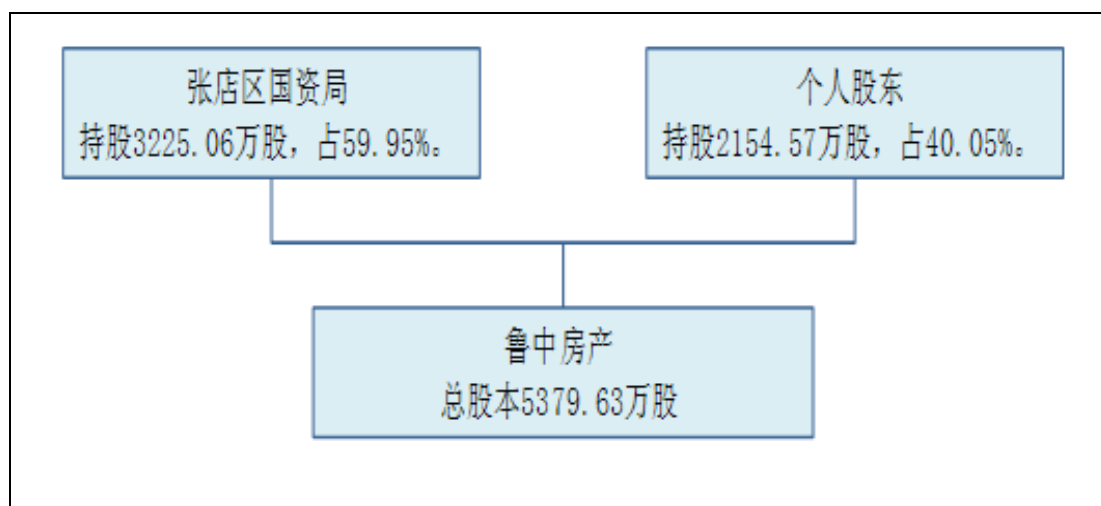 张店区国资局
持股3225.06万股，占59.95%。
个人股东
持股2154.57万股，占40.05%。
鲁中房产
总股本5379.63万股